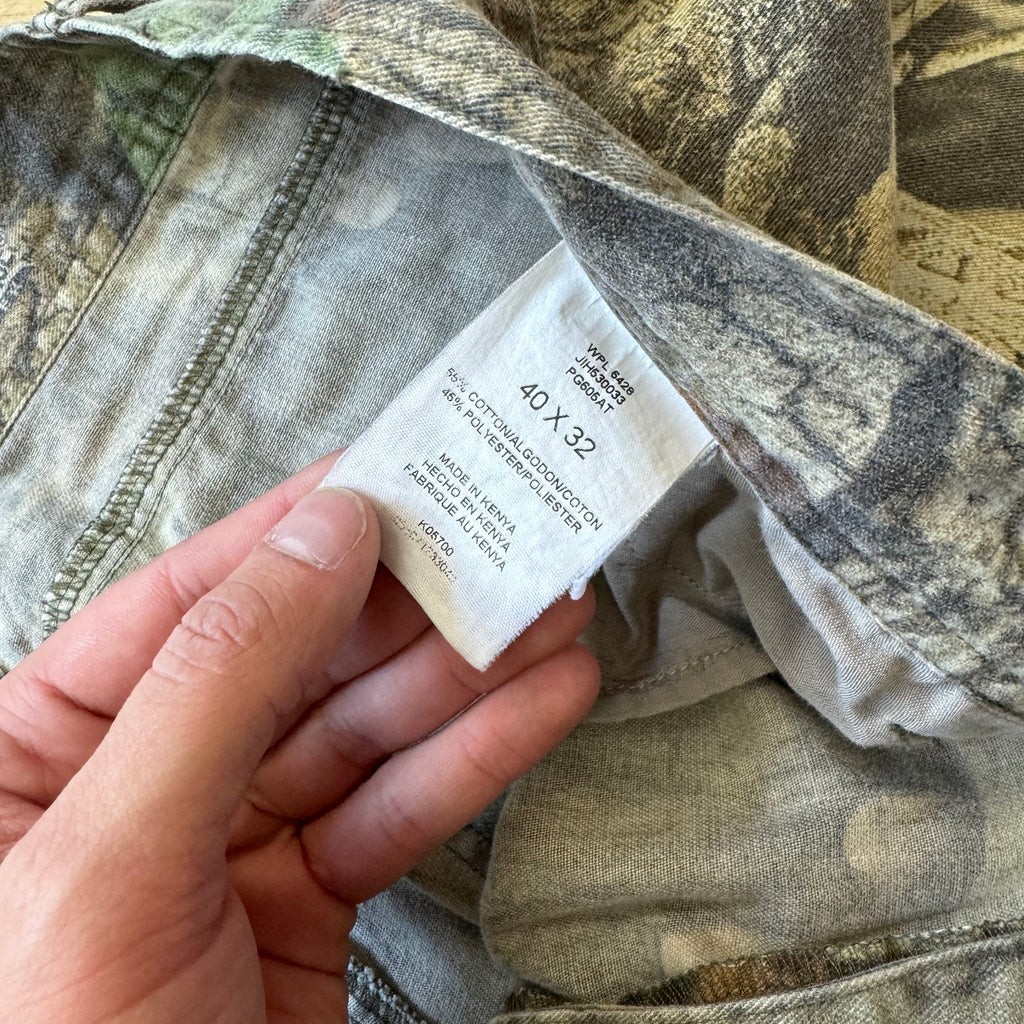 WPL 5428
JIH530033
PG605AT
40 X 32
55% COTTON/ALGODON/COTON
45% POLYESTER/POLIESTER
MADE IN KENYA
HECHO EN KENYA
FABRIQUE AU KENYA
K05700